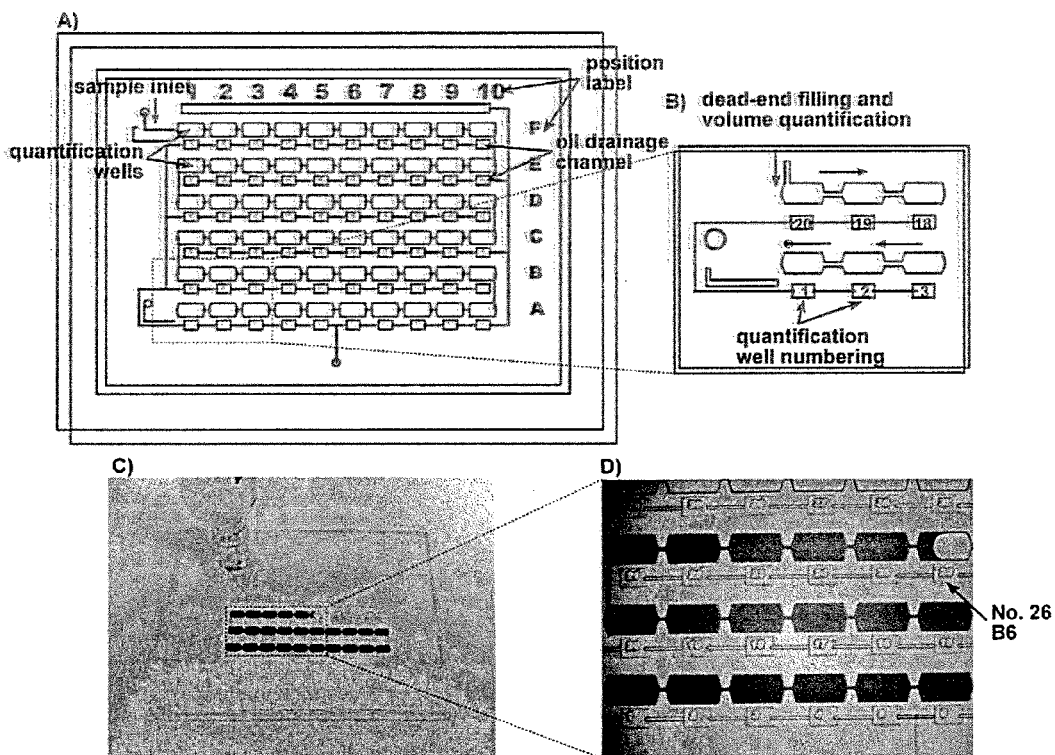 A)
1 2 3 4 5 6 7 8 9 10
position
label
sample inlet
F
quantification
wells
oil drainage
channel
E
D
C
B
A
B) dead-end filling and
volume quantification
20 19 18
1 2 3
quantification
well numbering
C)
D)
No. 26
B6